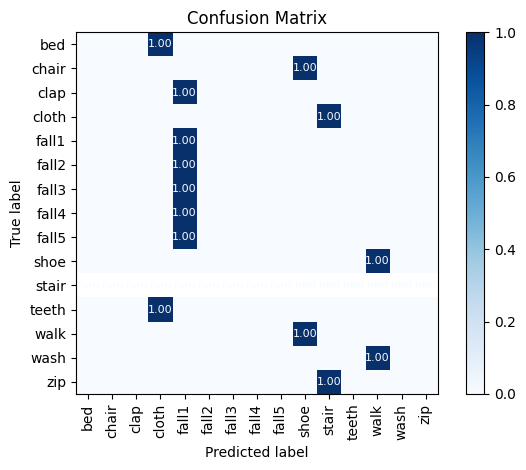 Confusion Matrix
True label
bed 1.00
chair 1.00
clap 1.00
cloth 1.00
fall1 1.00
fall2 1.00
fall3 1.00
fall4 1.00
fall5 1.00
shoe 1.00
stair
teeth 1.00
walk 1.00
wash 1.00
zip 1.00
bed chair clap cloth fall1 fall2 fall3 fall4 fall5 shoe stair teeth walk wash zip
Predicted label
1.0
0.8
0.6
0.4
0.2
0.0